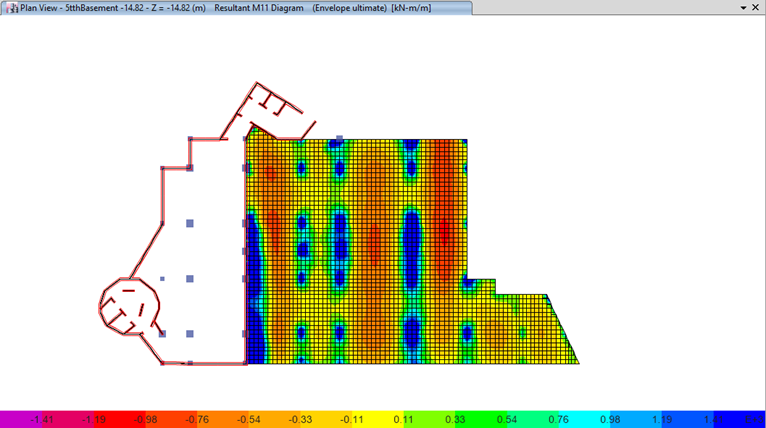 Plan View - 5tthBasement -14.82 - Z = -14.82 (m) Resultant M11 Diagram (Envelope ultimate) [kN-m/m]
-1.41 -1.19 -0.98 -0.76 -0.54 -0.33 -0.11 0.11 0.33 0.54 0.76 0.98 1.19